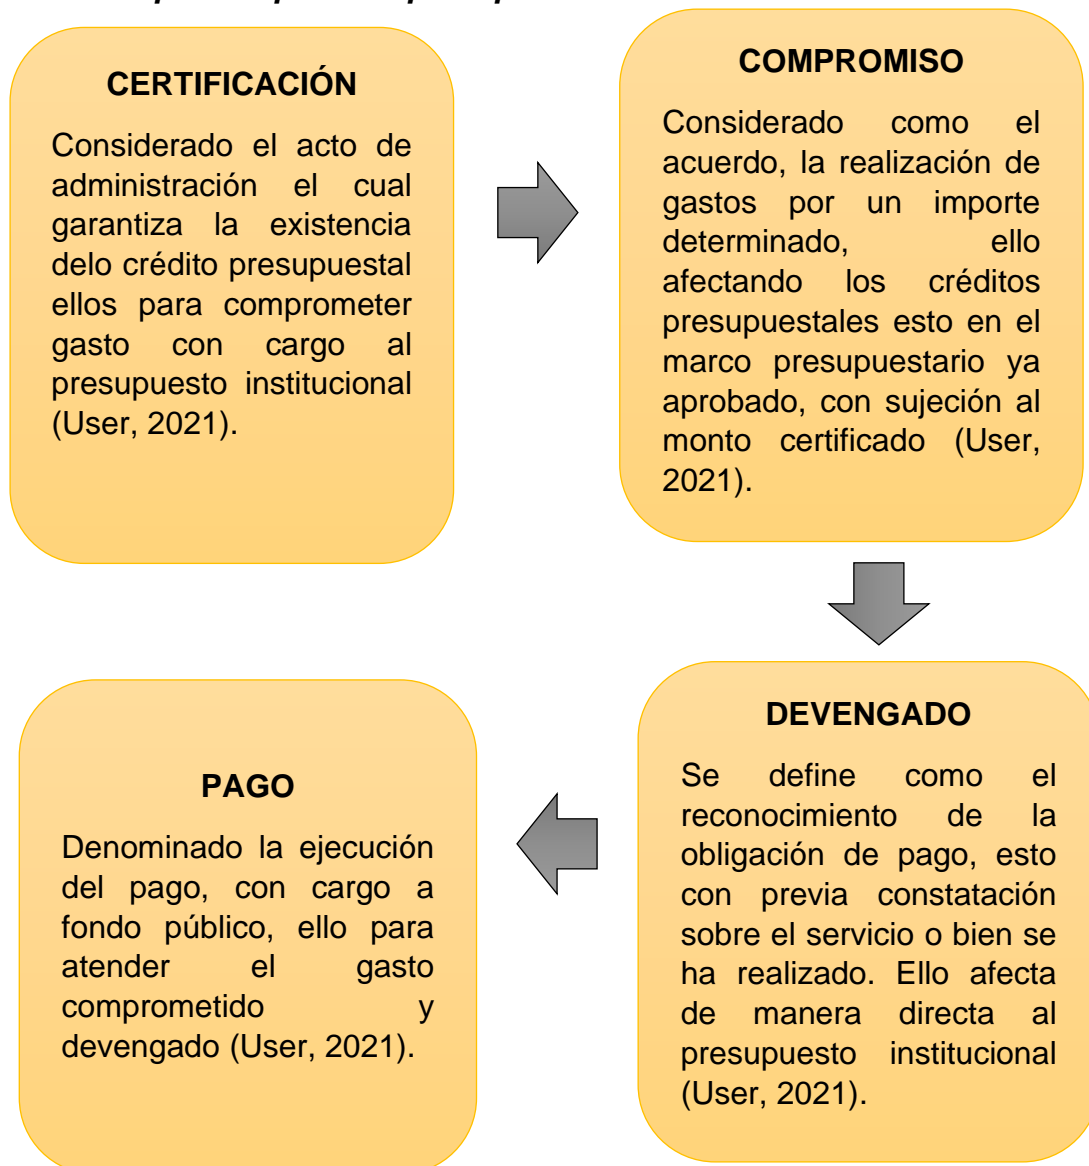 CERTIFICACIÓN
Considerado el acto de
administración el cual
garantiza la existencia
delo crédito presupuestal
ellos para comprometer
gasto con cargo al
presupuesto institucional
(User, 2021).
COMPROMISO
Considerado como el
acuerdo, la realización de
gastos por un importe
determinado, ello
afectando los créditos
presupuestales esto en el
marco presupuestario ya
aprobado, con sujeción al
monto certificado (User,
2021).
DEVENGADO
Se define como el
reconocimiento de la
obligación de pago, esto
con previa constatación
sobre el servicio o bien se
ha realizado. Ello afecta
de manera directa al
presupuesto institucional
(User, 2021).
PAGO
Denominado la ejecución
del pago, con cargo a
fondo público, ello para
atender el gasto
comprometido y
devengado (User, 2021).